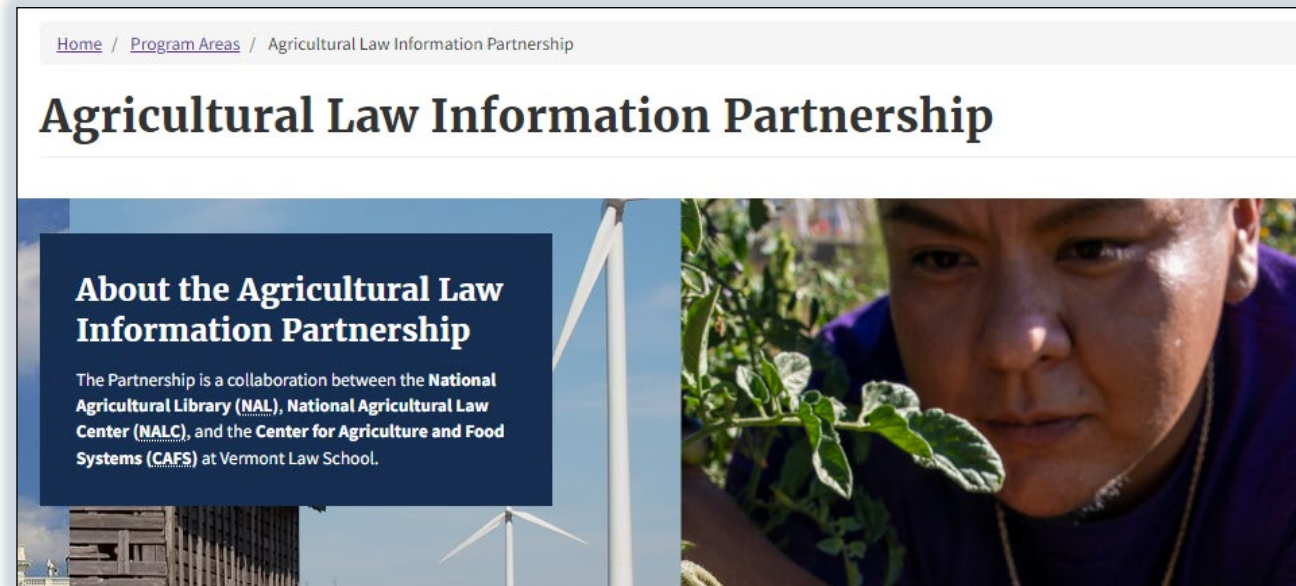 Home / Program Areas / Agricultural Law Information Partnership
Agricultural Law Information Partnership
About the Agricultural Law
Information Partnership
The Partnership is a collaboration between the National
Agricultural Library (NAL), National Agricultural Law
Center (NALC), and the Center for Agriculture and Food
Systems (CAFS) at Vermont Law School.